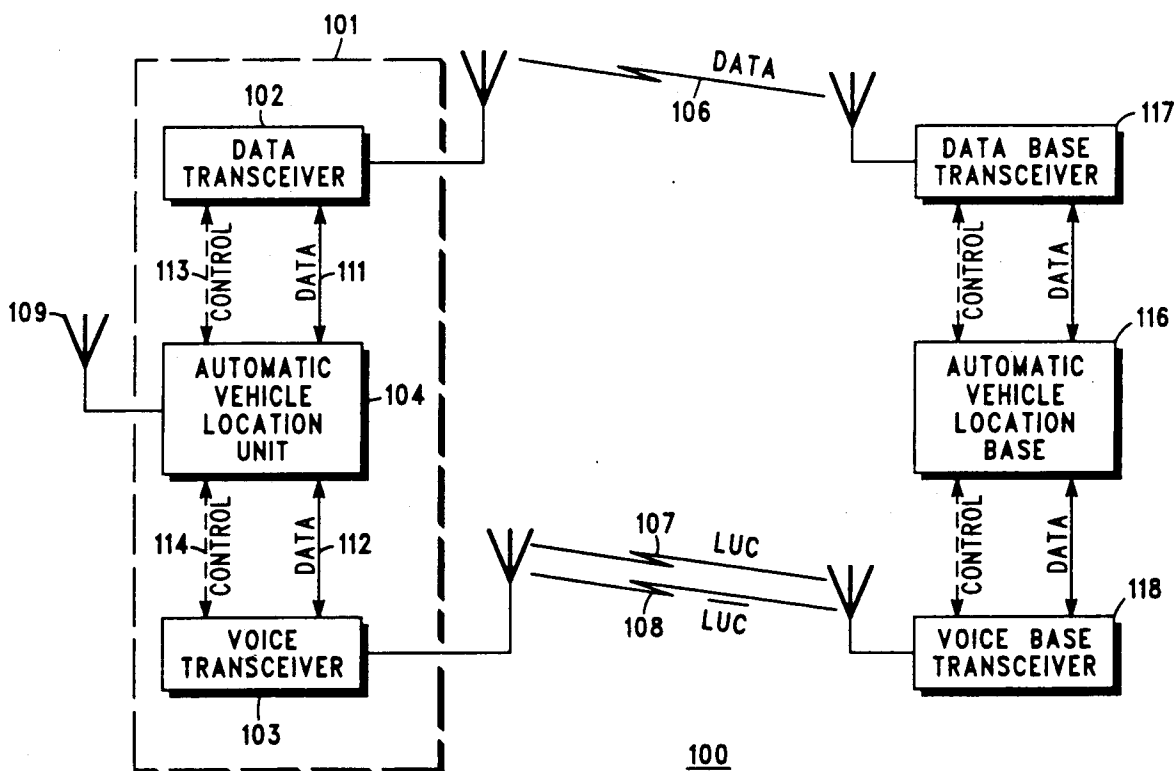 101
102
DATA
TRANSCEIVER
DATA
106
117
DATA BASE
TRANSCEIVER
113
CONTROL
DATA
111
CONTROL
DATA
109
AUTOMATIC
VEHICLE
LOCATION
UNIT
104
116
AUTOMATIC
VEHICLE
LOCATION
BASE
114
CONTROL
DATA
112
107
LUC
108
LUC
CONTROL
DATA
118
VOICE
TRANSCEIVER
103
VOICE BASE
TRANSCEIVER
100